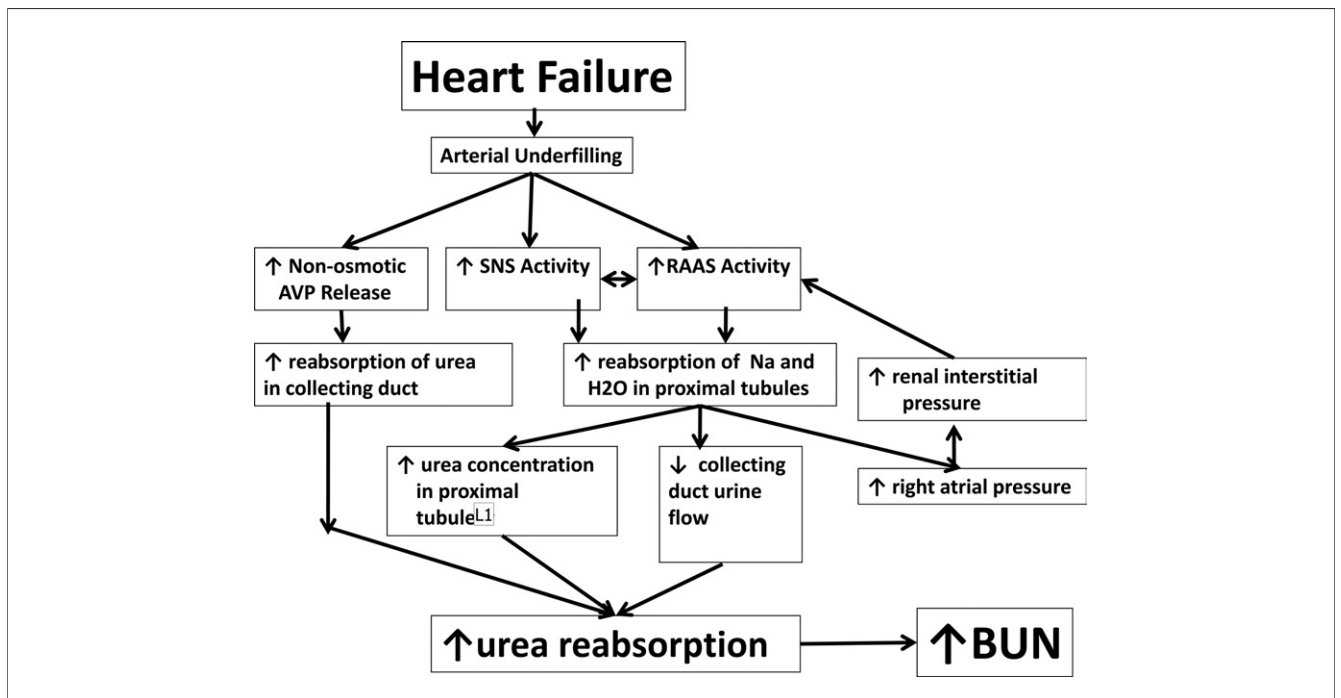 Heart Failure
Arterial Underfilling
↑ Non-osmotic
AVP Release
↑ SNS Activity
↑RAAS Activity
↑ reabsorption of urea
in collecting duct
↑ reabsorption of Na and
H2O in proximal tubules
↑ renal interstitial
pressure
↑ urea concentration
in proximal
tubule L1
↓ collecting
duct urine
flow
↑ right atrial pressure
↑urea reabsorption
↑BUN